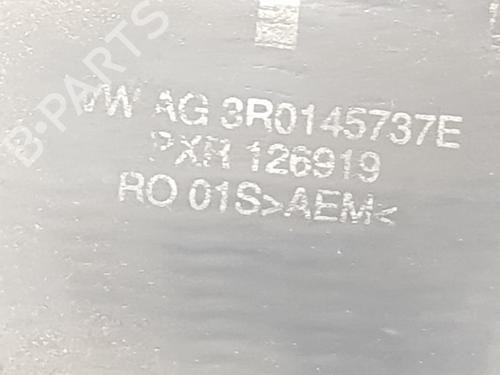 B-PARTS
VW AG 3R0145737E
PXR 126919
RO 01S>AEM<